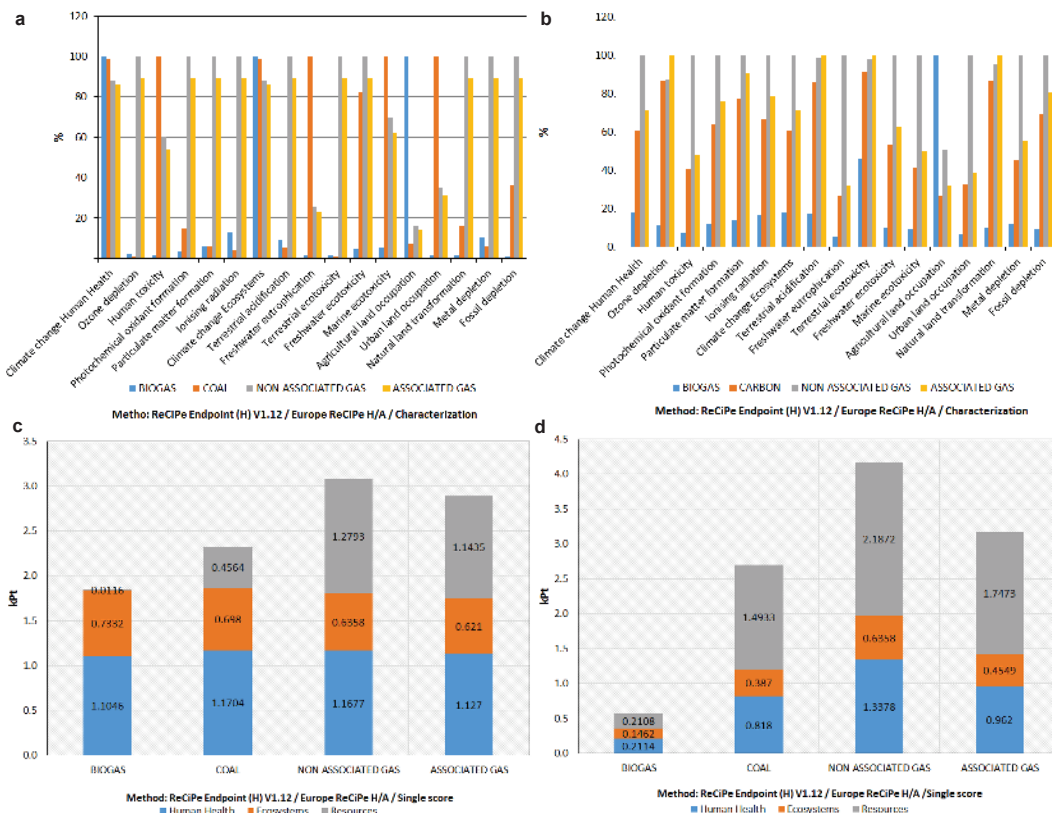 a
120
100
80
60
40
20
%
Climate change Human Health
Ozone depletion
Human toxicity
Photochemical oxidant formation
Particulate matter formation
Ionising radiation
Climate change Ecosystems
Terrestrial acidification
Freshwater eutrophication
Terrestrial ecotoxicity
Freshwater ecotoxicity
Marine ecotoxicity
Agricultural land occupation
Urban land occupation
Natural land transformation
Metal depletion
Fossil depletion
BIOGAS COAL NON ASSOCIATED GAS ASSOCIATED GAS
Metho: ReCiPe Endpoint (H) V1.12 / Europe ReCiPe H/A / Characterization
b
120.
100.
80.
60.
40.
20.
0.
%
Climate change Human Health
Ozone depletion
Human toxicity
Photochemical oxidant formation
Particulate matter formation
Ionising radiation
Climate change Ecosystems
Terrestrial acidification
Freshwater eutrophication
Terrestrial ecotoxicity
Freshwater ecotoxicity
Marine ecotoxicity
Agricultural land occupation
Urban land occupation
Natural land transformation
Metal depletion
Fossil depletion
BIOGAS CARBON NON ASSOCIATED GAS ASSOCIATED GAS
Method: ReCiPe Endpoint (H) V1.12 / Europe ReCiPe H/A / Characterization
c
3.5
3.0
2.5
2.0
1.5
1.0
0.5
0.0
kPt
0.0116
0.7332
1.1046
0.4564
0.698
1.1704
1.2793
0.6358
1.1677
1.1435
0.621
1.127
BIOGAS COAL NON ASSOCIATED GAS ASSOCIATED GAS
Method: ReCiPe Endpoint (H) V1.12 / Europe ReCiPe H/A / Single score
Human Health Ecosystems Resources
d
4.5
4.0
3.5
3.0
2.5
2.0
1.5
1.0
0.5
0.0
kPt
0.2108
0.1462
0.2114
1.4933
0.387
0.818
2.1872
0.6358
1.3378
1.7473
0.4549
0.962
BIOGAS COAL NON ASSOCIATED GAS ASSOCIATED GAS
Method: ReCiPe Endpoint (H) V1.12 / Europe ReCiPe H/A /Single score
Human Health Ecosystems Resources